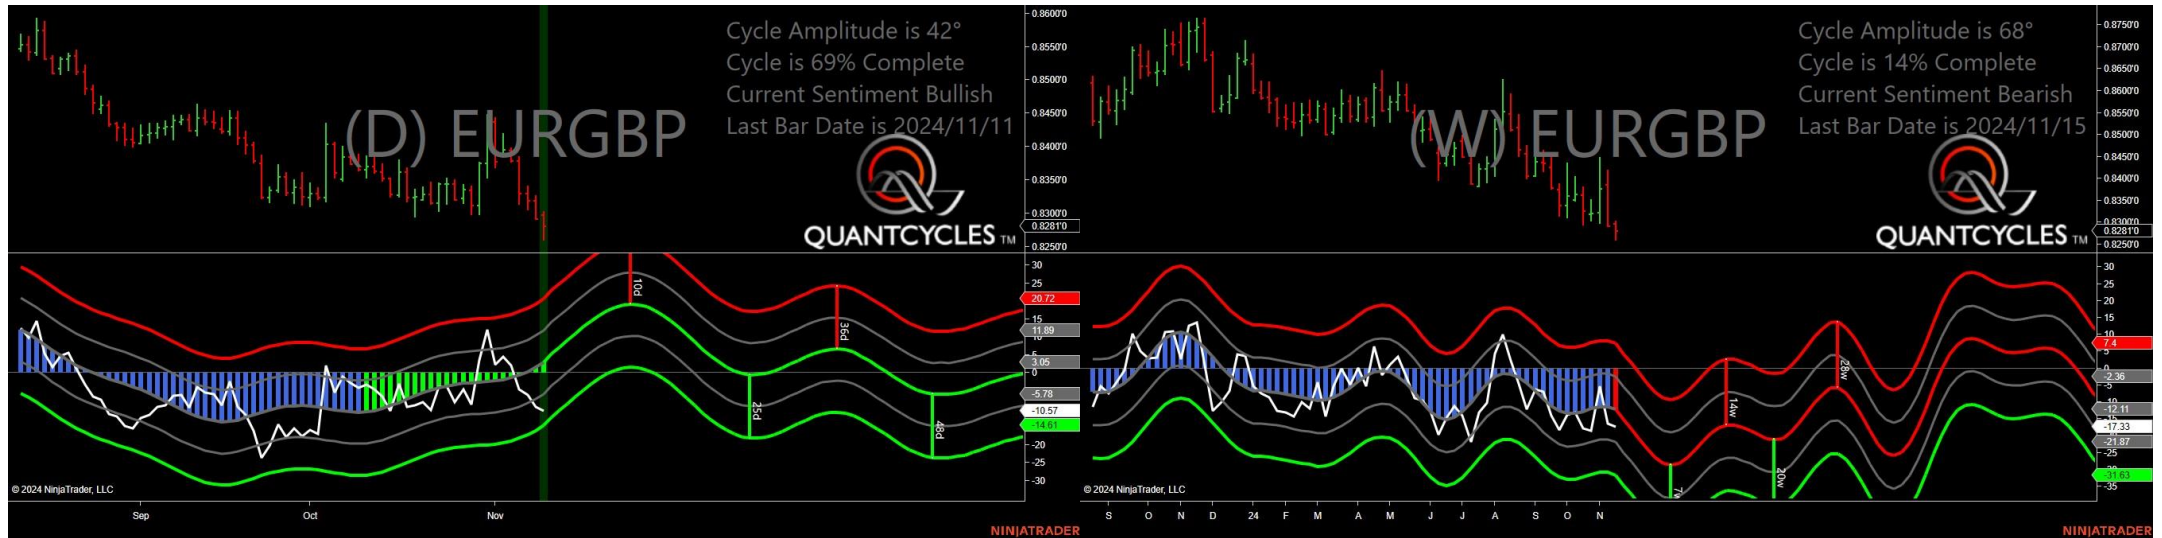 Cycle Amplitude is 42°
Cycle is 69% Complete
Current Sentiment Bullish
Last Bar Date is 2024/11/11
(D) EURGBP
QUANTCYCLES TM
0.8600'0
0.8550'0
0.8500'0
0.8450'0
0.8400'0
0.8350'0
0.8300'0
0.8281'0
0.8250'0
10d
25d
36d
48d
30
25
20.72
15
11.89
10
5
3.05
0
-5.78
-10.57
-14.61
-20
-25
-30
© 2024 NinjaTrader, LLC
Sep Oct Nov
NINJATRADER
Cycle Amplitude is 68°
Cycle is 14% Complete
Current Sentiment Bearish
Last Bar Date is 2024/11/15
(W) EURGBP
QUANTCYCLES TM
0.8750'0
0.8700'0
0.8650'0
0.8600'0
0.8550'0
0.8500'0
0.8450'0
0.8400'0
0.8350'0
0.8300'0
0.8281'0
0.8250'0
7w
14w
20w
28w
30
25
20
15
10
7.4
5
0
-2.36
-5
-10
-12.11
-17.33
-21.87
-25
-31.63
-35
© 2024 NinjaTrader, LLC
S O N D 24 F M A M J J A S O N
NINJATRADER